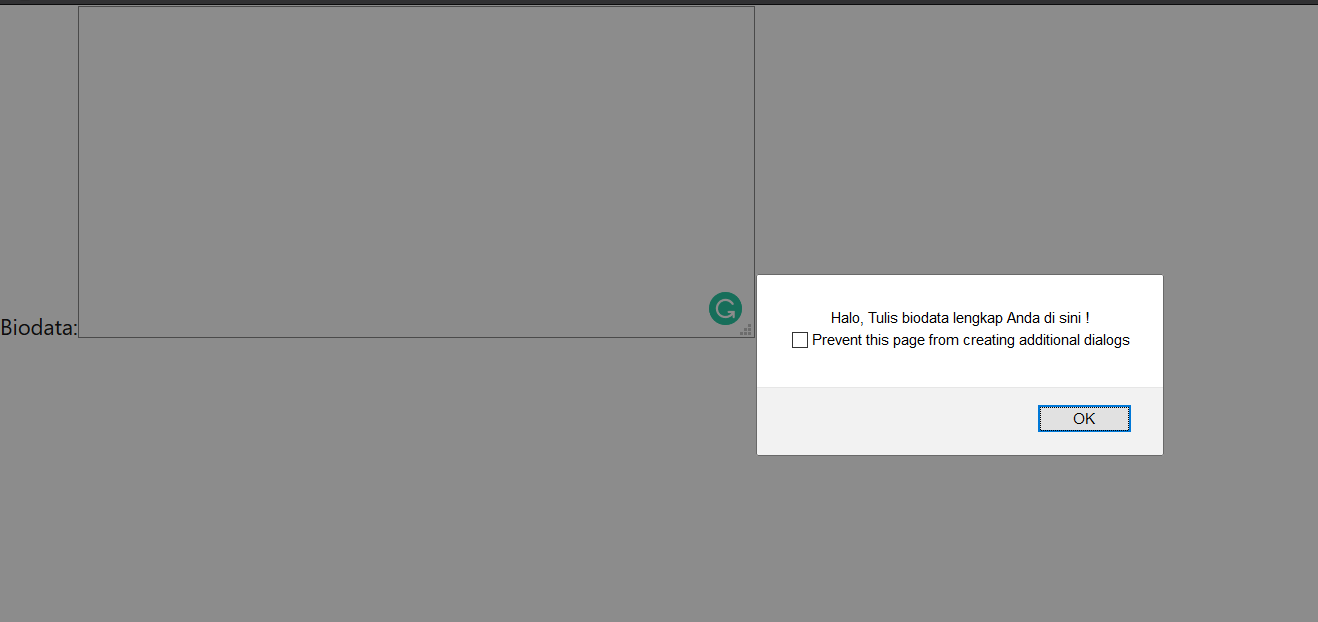 Biodata:
Halo, Tulis biodata lengkap Anda di sini !
Prevent this page from creating additional dialogs
OK